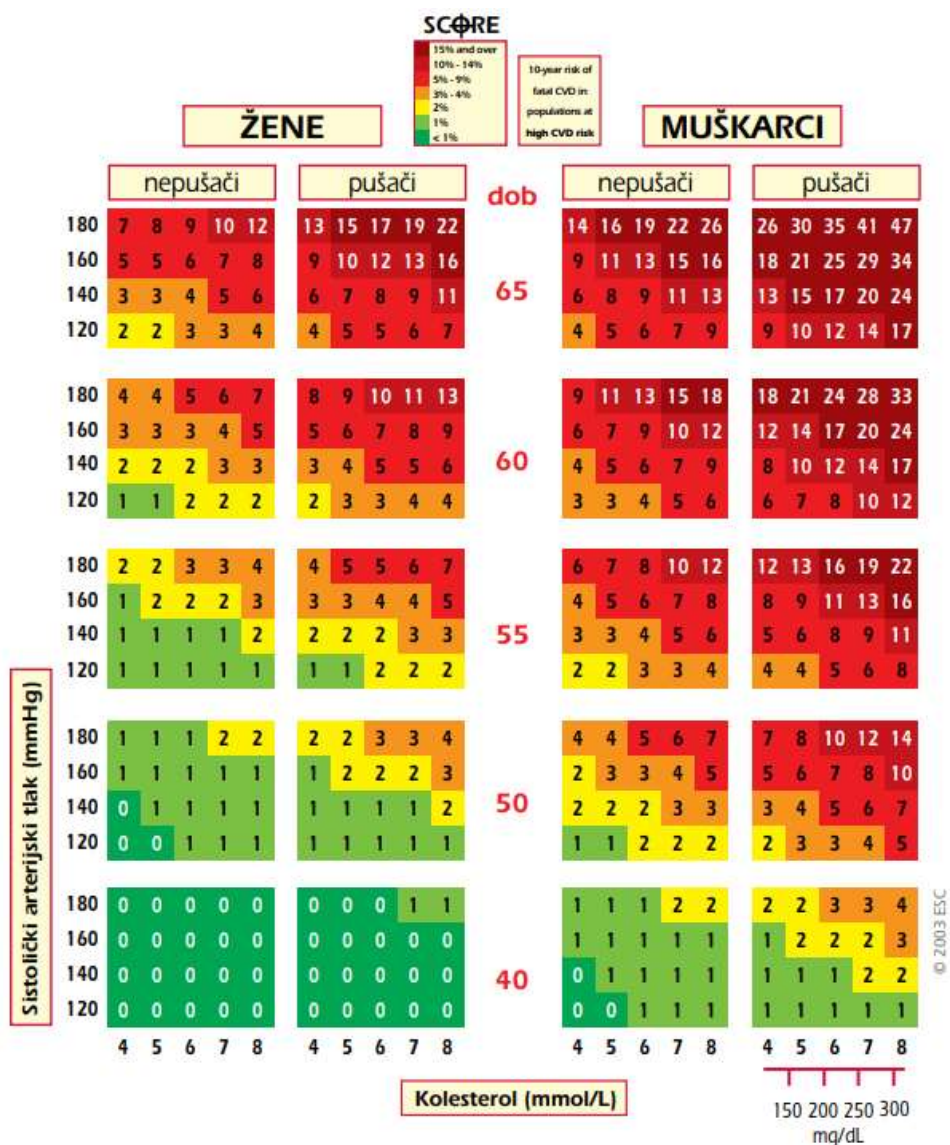 SCORE
15% and over
10% - 14%
5% - 9%
3% - 4%
2%
1%
< 1%
10-year risk of
fatal CVD in
populations at
high CVD risk
ŽENE
MUŠKARCI
nepušači pušači dob nepušači pušači
180 7 8 9 10 12 13 15 17 19 22 14 16 19 22 26 26 30 35 41 47
160 5 5 6 7 8 9 10 12 13 16 9 11 13 15 16 18 21 25 29 34
65
140 3 3 4 5 6 6 7 8 9 11 6 8 9 11 13 13 15 17 20 24
120 2 2 3 3 4 4 5 5 6 7 4 5 6 7 9 9 10 12 14 17
180 4 4 5 6 7 8 9 10 11 13 9 11 13 15 18 18 21 24 28 33
160 3 3 3 4 5 5 6 7 8 9 6 7 9 10 12 12 14 17 20 24
60
140 2 2 2 3 3 3 4 5 5 6 4 5 6 7 9 8 10 12 14 17
120 1 1 2 2 2 2 3 3 4 4 3 3 4 5 6 6 7 8 10 12
180 2 2 3 3 4 4 5 5 6 7 6 7 8 10 12 12 13 16 19 22
160 1 2 2 2 3 3 3 4 4 5 4 5 6 7 8 8 9 11 13 16
55
140 1 1 1 1 2 2 2 2 3 3 3 3 4 5 6 5 6 8 9 11
120 1 1 1 1 1 1 1 2 2 2 2 2 3 3 4 4 4 5 6 8
180 1 1 1 2 2 2 2 3 3 4 4 4 5 6 7 7 8 10 12 14
160 1 1 1 1 1 1 2 2 2 3 2 3 3 4 5 5 6 7 8 10
50
140 0 1 1 1 1 1 1 1 1 2 2 2 2 3 3 3 4 5 6 7
120 0 0 1 1 1 1 1 1 1 1 1 1 2 2 2 2 3 3 4 5
180 0 0 0 0 0 0 0 0 1 1 1 1 1 2 2 2 2 3 3 4
160 0 0 0 0 0 0 0 0 0 0 1 1 1 1 1 1 2 2 2 3
40
140 0 0 0 0 0 0 0 0 0 0 0 1 1 1 1 1 1 1 2 2
120 0 0 0 0 0 0 0 0 0 0 0 0 1 1 1 1 1 1 1 1
4 5 6 7 8 4 5 6 7 8 4 5 6 7 8 4 5 6 7 8
Sistolički arterijski tlak (mmHg)
Kolesterol (mmol/L)
150 200 250 300
mg/dL
© 2003 ESC